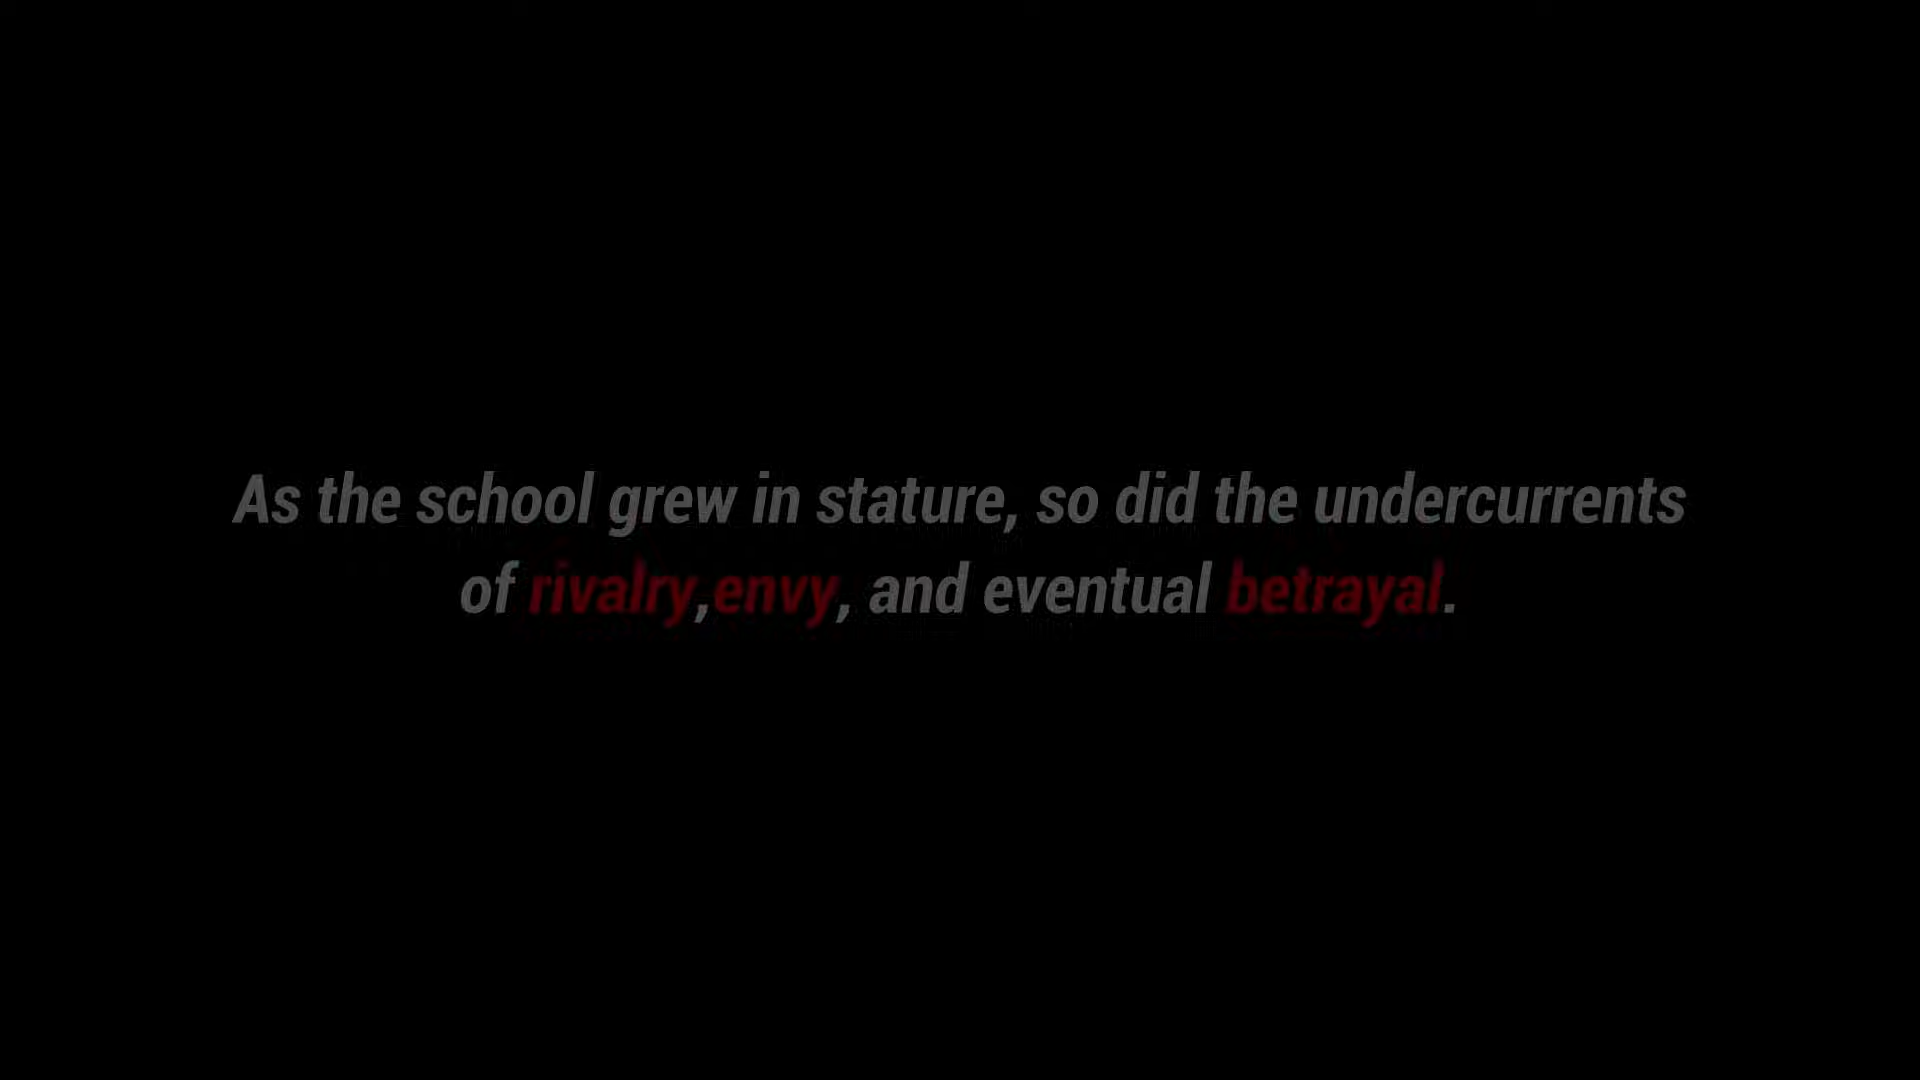 As the school grew in stature, so did the undercurrents
of rivalry,envy, and eventual betrayal.